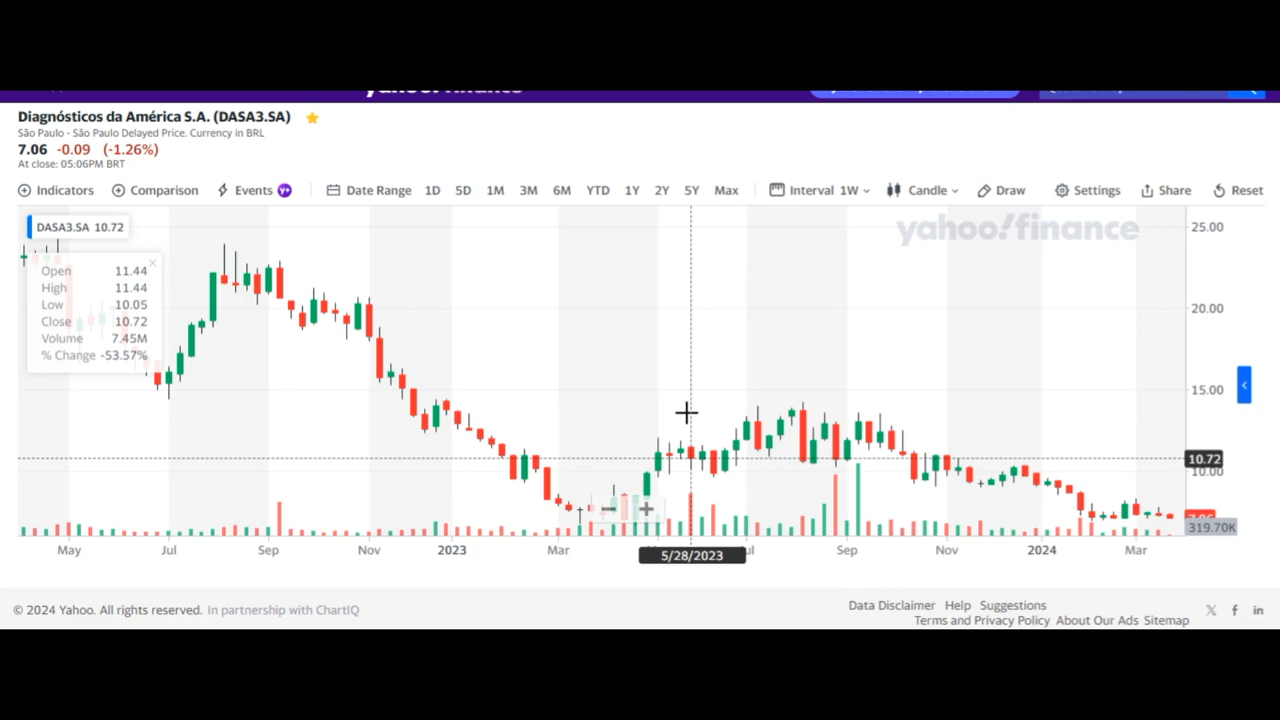 Diagnósticos da América S.A. (DASA3.SA)
São Paulo - São Paulo Delayed Price. Currency in BRL
7.06 -0.09 (-1.26%)
At close: 05:06PM BRT
Indicators Comparison Events Y+ Date Range 1D 5D 1M 3M 6M YTD 1Y 2Y 5Y Max Interval 1W Candle Draw Settings Share Reset
DASA3.SA 10.72
yahoo!finance
25.00
Open 11.44
High 11.44
Low 10.05
Close 10.72
Volume 7.45M
% Change -53.57%
20.00
15.00
10.72
10.00
319.70K
May Jul Sep Nov 2023 Mar Sep Nov 2024 Mar
5/28/2023
© 2024 Yahoo. All rights reserved. In partnership with ChartIQ
Data Disclaimer Help Suggestions
Terms and Privacy Policy About Our Ads Sitemap